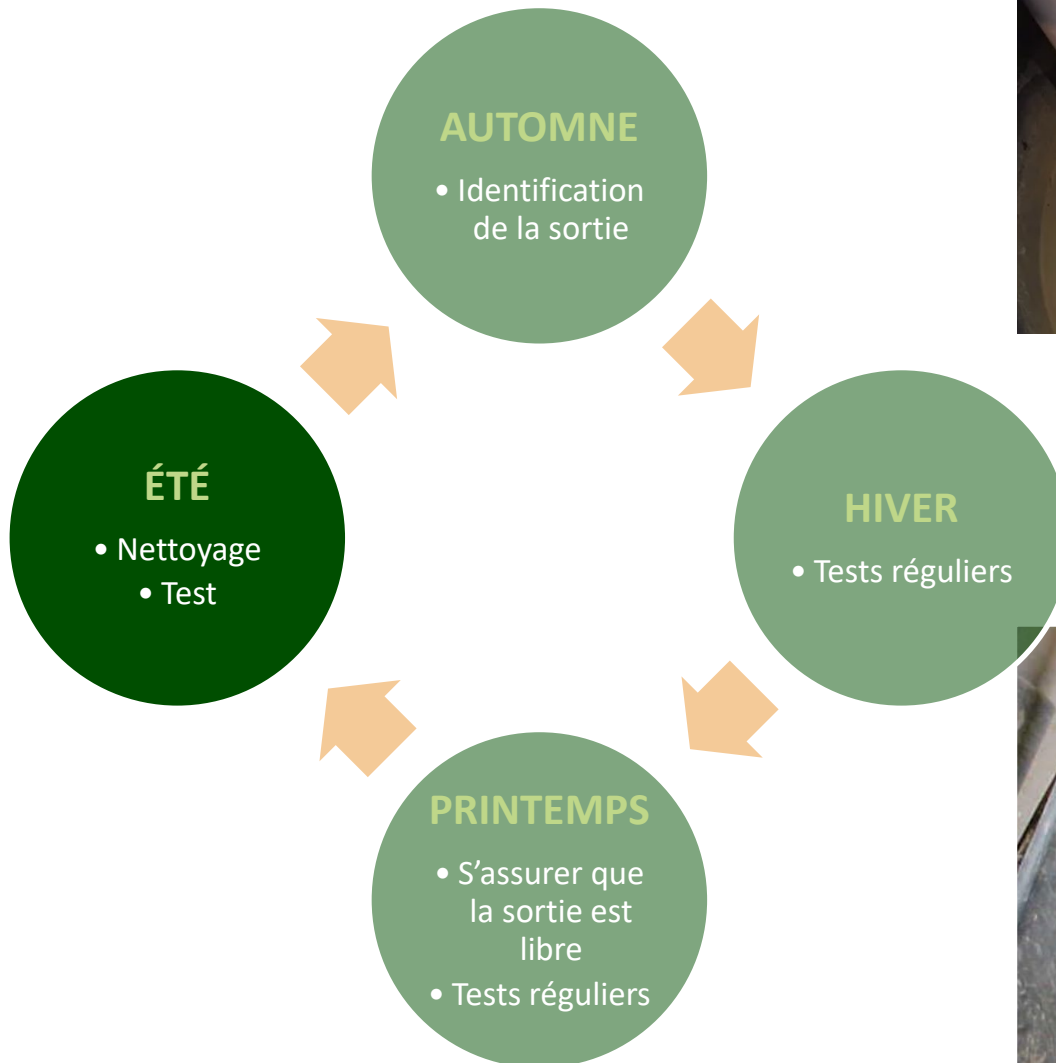 AUTOMNE
• Identification
de la sortie
HIVER
• Tests réguliers
PRINTEMPS
• S’assurer que
la sortie est
libre
• Tests réguliers
ÉTÉ
• Nettoyage
• Test